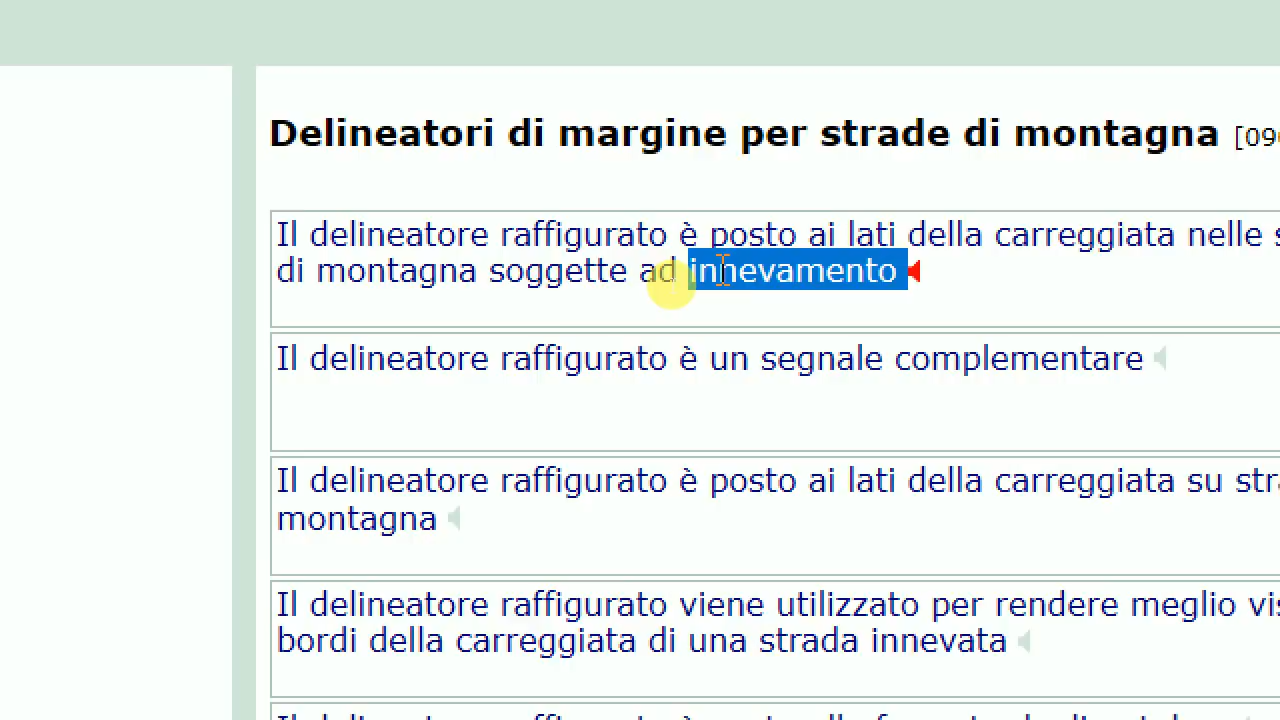 Delineatori di margine per strade di montagna [09
Il delineatore raffigurato è posto ai lati della carreggiata nelle
di montagna soggette ad innevamento
Il delineatore raffigurato è un segnale complementare
Il delineatore raffigurato è posto ai lati della carreggiata su
montagna
Il delineatore raffigurato viene utilizzato per rendere meglio
bordi della carreggiata di una strada innevata